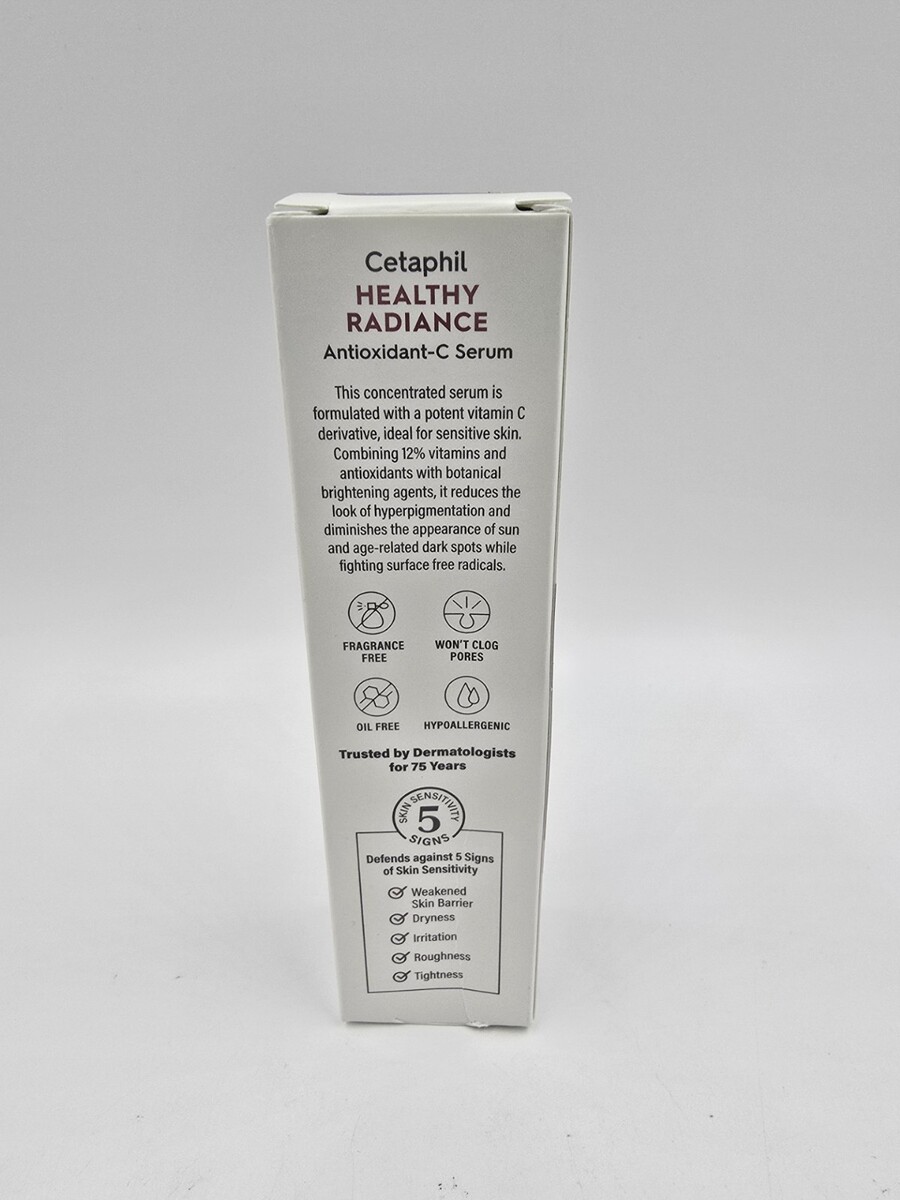 Cetaphil
HEALTHY
RADIANCE
Antioxidant-C Serum
This concentrated serum is
formulated with a potent vitamin C
derivative, ideal for sensitive skin.
Combining 12% vitamins and
antioxidants with botanical
brightening agents, it reduces the
look of hyperpigmentation and
diminishes the appearance of sun
and age-related dark spots while
fighting surface free radicals.
FRAGRANCE
FREE
WON'T CLOG
PORES
OIL FREE
HYPOALLERGENIC
Trusted by Dermatologists
for 75 Years
SKIN SENSITIVITY
5
SIGNS
Defends against 5 Signs
of Skin Sensitivity
Weakened
Skin Barrier
Dryness
Irritation
Roughness
Tightness